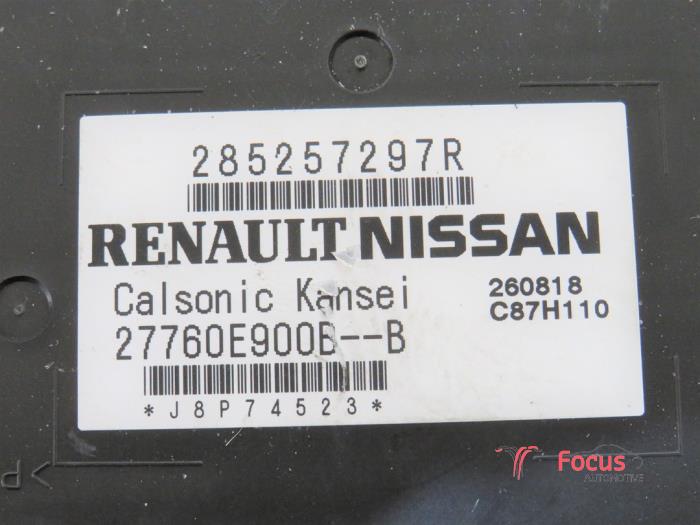 285257297R
RENAULT NISSAN
Calsonic Kansei
260818
27760E900B--B
C87H110
*J8P74523*
Focus
AUTOMOTIVE